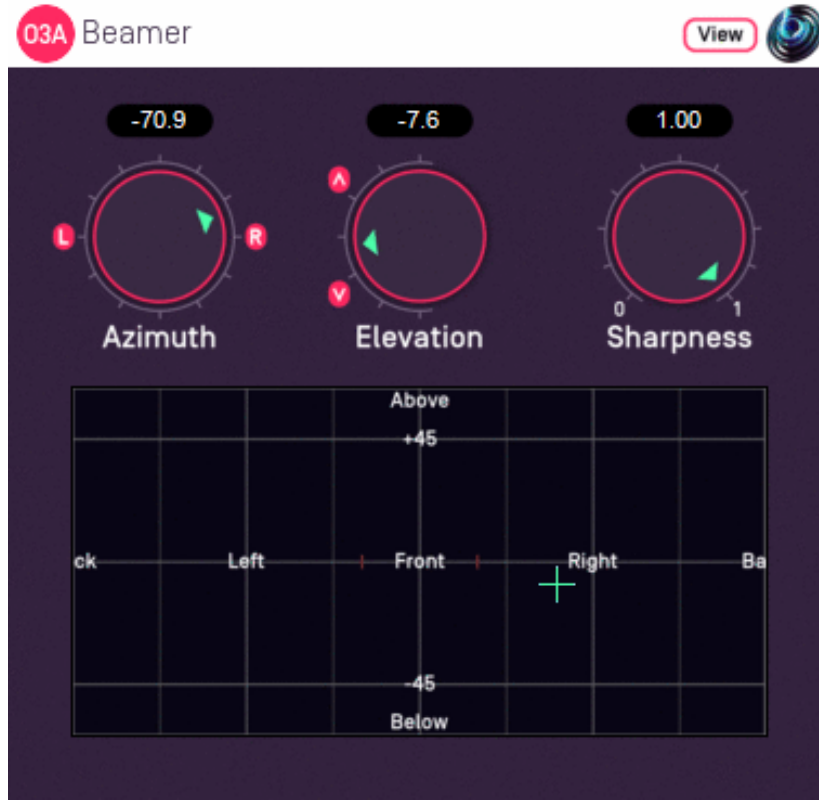 O3A Beamer View
-70.9 -7.6 1.00
L R ʌ v 0 1
Azimuth Elevation Sharpness
Above
+45
ck Left Front Right Ba
-45
Below